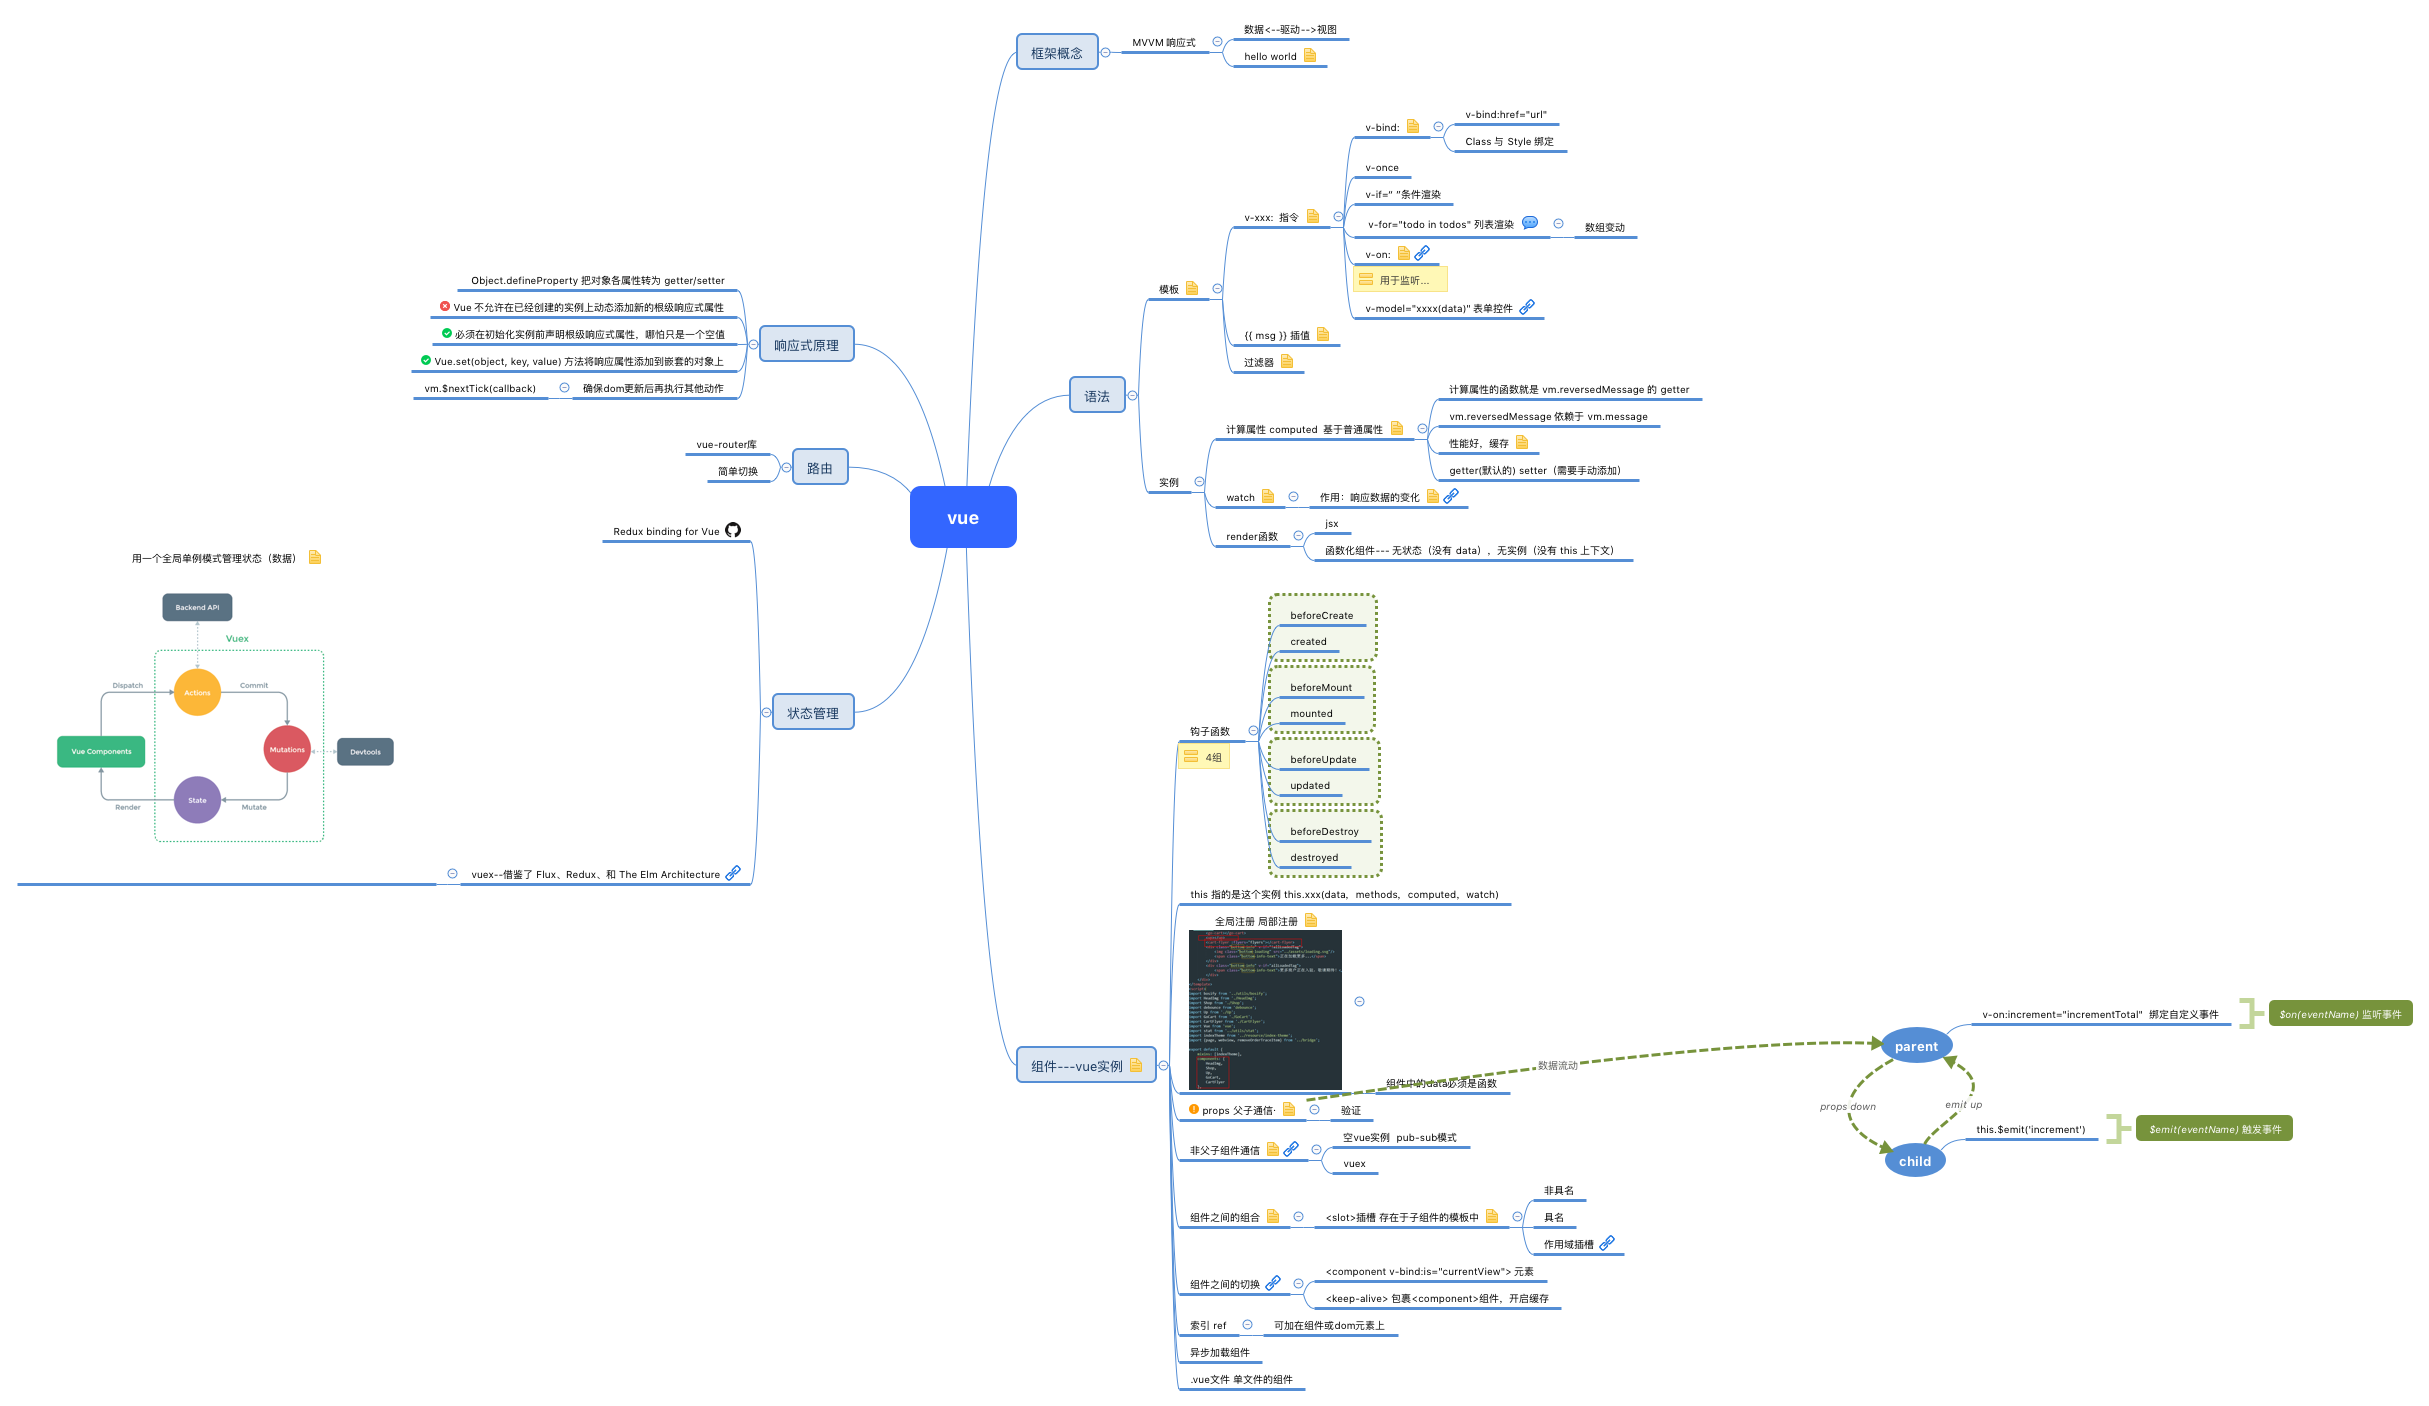 vue
框架概念
MVVM 响应式
数据<--驱动-->视图
hello world
语法
模板
v-xxx: 指令
v-bind:
v-bind:href="url"
Class 与 Style 绑定
v-once
v-if=“ ”条件渲染
v-for="todo in todos" 列表渲染
数组变动
v-on:
用于监听...
v-model="xxxx(data)" 表单控件
{{ msg }} 插值
过滤器
实例
计算属性 computed 基于普通属性
计算属性的函数就是 vm.reversedMessage 的 getter
vm.reversedMessage 依赖于 vm.message
性能好，缓存
getter(默认的) setter（需要手动添加）
watch
作用：响应数据的变化
render函数
jsx
函数化组件--- 无状态（没有 data），无实例（没有 this 上下文）
组件---vue实例
钩子函数
4组
beforeCreate
created
beforeMount
mounted
beforeUpdate
updated
beforeDestroy
destroyed
this 指的是这个实例 this.xxx(data，methods，computed，watch)
全局注册 局部注册
组件中的data必须是函数
props 父子通信·
验证
数据流动
parent
v-on:increment="incrementTotal" 绑定自定义事件
$on(eventName) 监听事件
props down
emit up
child
this.$emit('increment')
$emit(eventName) 触发事件
非父子组件通信
空vue实例 pub-sub模式
vuex
组件之间的组合
<slot>插槽 存在于子组件的模板中
非具名
具名
作用域插槽
组件之间的切换
<component v-bind:is="currentView"> 元素
<keep-alive> 包裹<component>组件，开启缓存
索引 ref
可加在组件或dom元素上
异步加载组件
.vue文件 单文件的组件
响应式原理
Object.defineProperty 把对象各属性转为 getter/setter
Vue 不允许在已经创建的实例上动态添加新的根级响应式属性
必须在初始化实例前声明根级响应式属性，哪怕只是一个空值
Vue.set(object, key, value) 方法将响应属性添加到嵌套的对象上
确保dom更新后再执行其他动作
vm.$nextTick(callback)
路由
vue-router库
简单切换
状态管理
Redux binding for Vue
vuex--借鉴了 Flux、Redux、和 The Elm Architecture
用一个全局单例模式管理状态（数据）
Backend API
Vuex
Dispatch
Actions
Commit
Vue Components
Mutations
Devtools
State
Render
Mutate